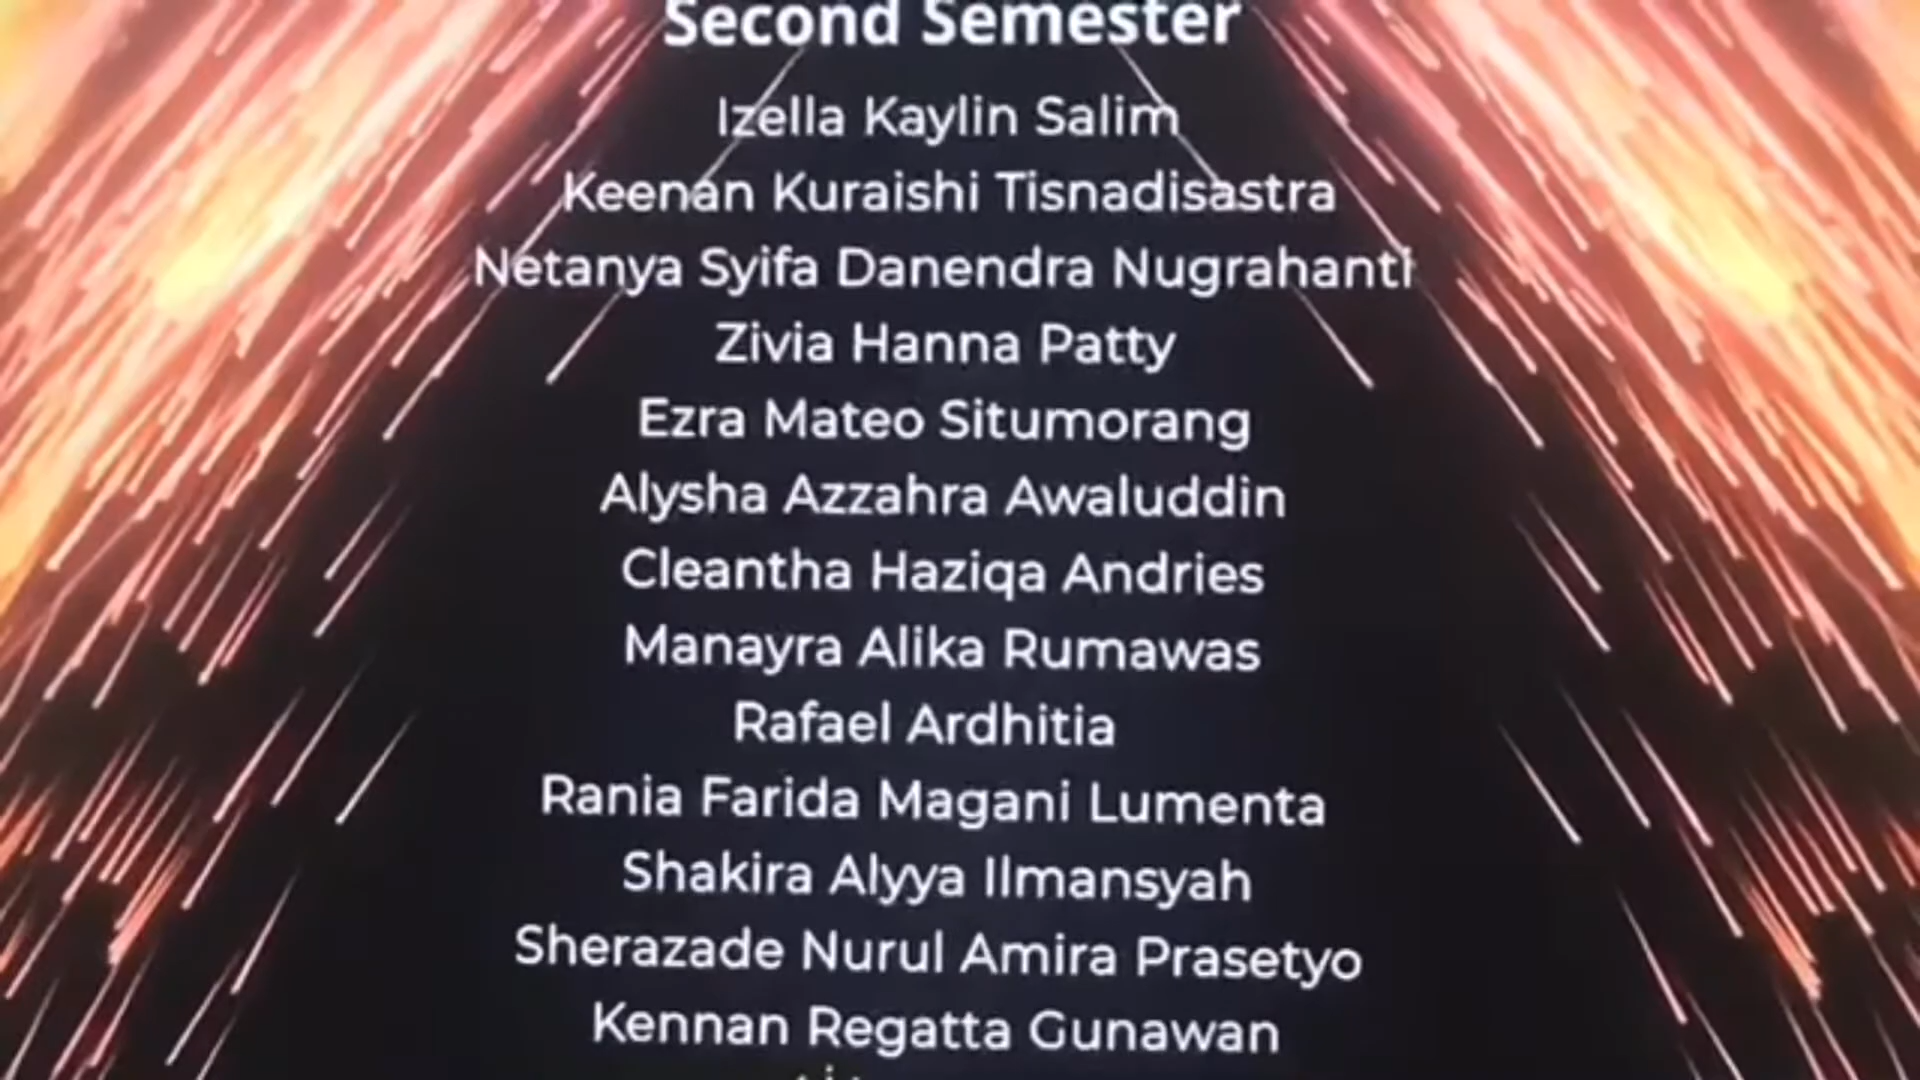 Second Semester
Izella Kaylin Salim
Keenan Kuraishi Tisnadisastra
Netanya Syifa Danendra Nugrahanti
Zivia Hanna Patty
Ezra Mateo Situmorang
Alysha Azzahra Awaluddin
Cleantha Haziqa Andries
Manayra Alika Rumawas
Rafael Ardhitia
Rania Farida Magani Lumenta
Shakira Alyya Ilmansyah
Sherazade Nurul Amira Prasetyo
Kennan Regatta Gunawan